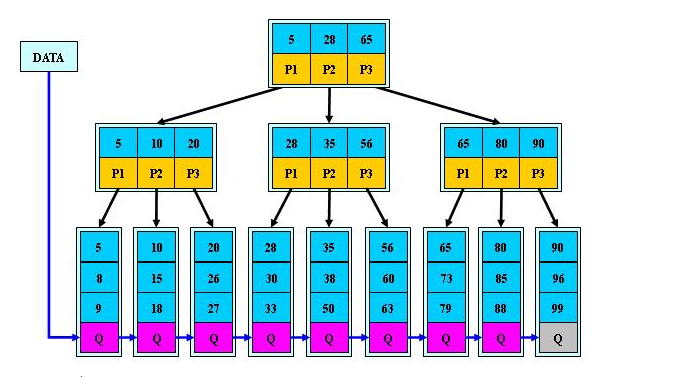 5 28 65
DATA
P1 P2 P3
5 10 20 28 35 56 65 80 90
P1 P2 P3 P1 P2 P3 P1 P2 P3
5 10 20 28 35 56 65 80 90
8 15 26 30 38 60 73 85 96
9 18 27 33 50 63 79 88 99
Q Q Q Q Q Q Q Q Q